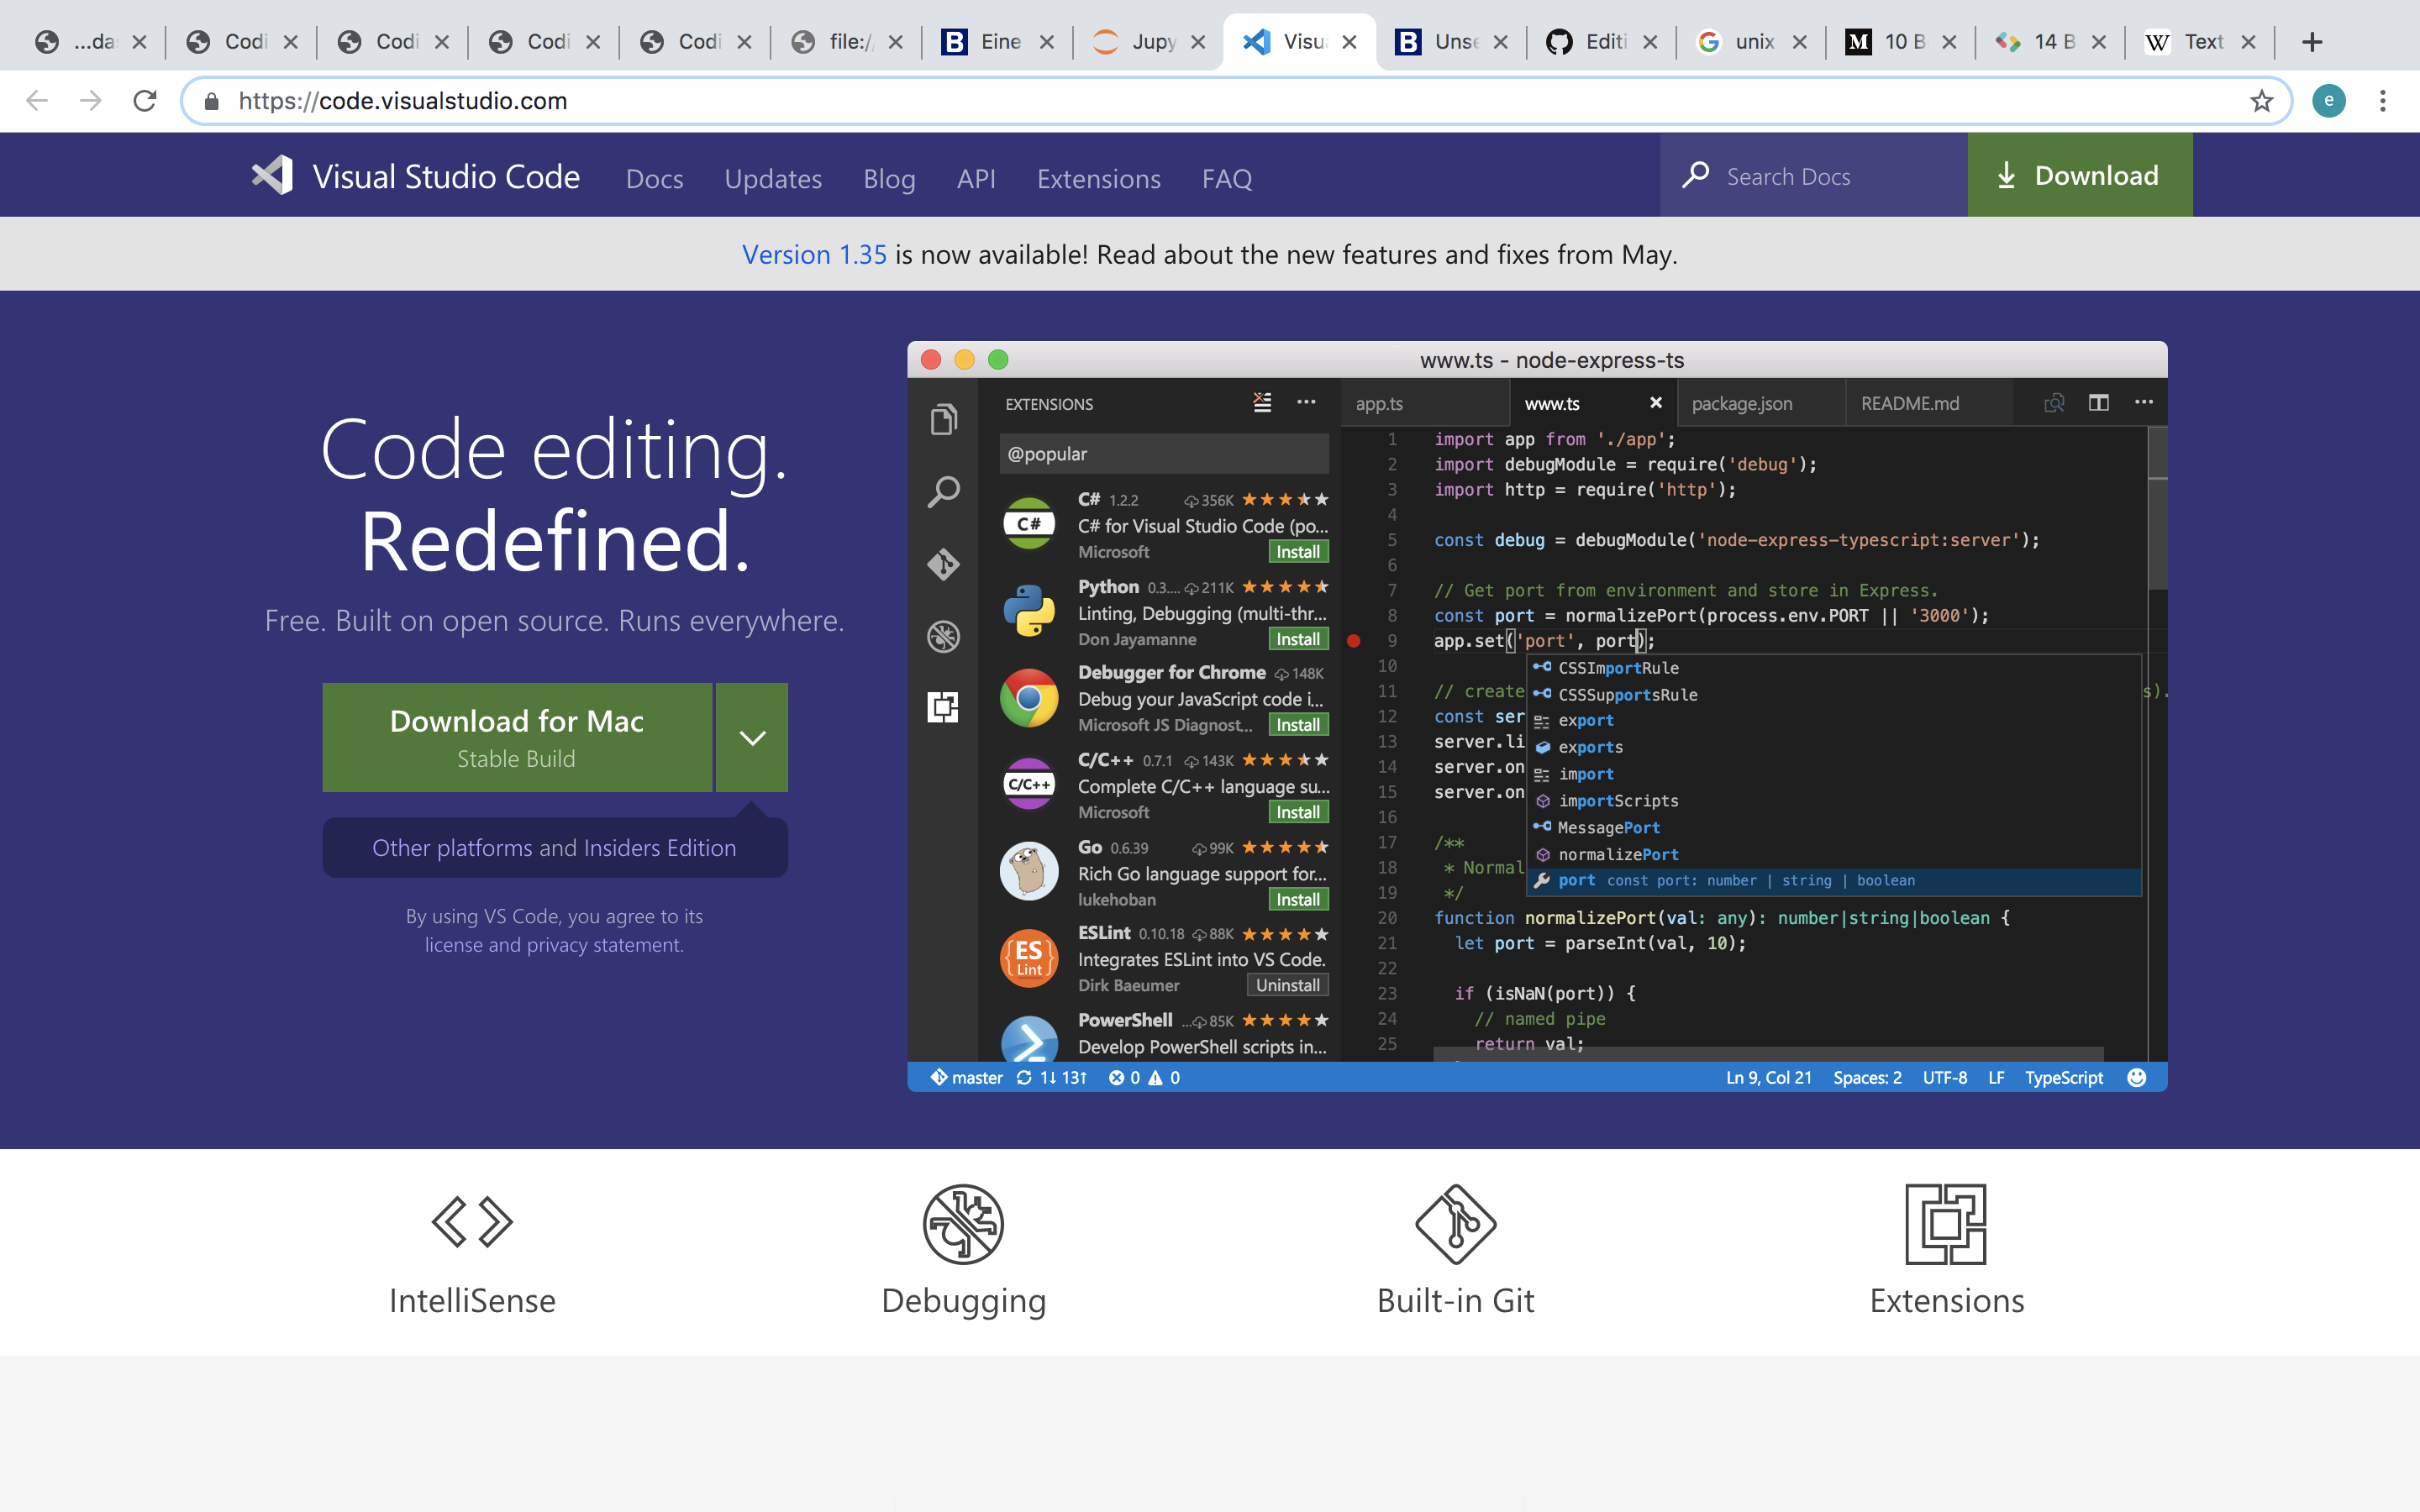 ...da
Codi
Codi
Codi
Codi
file:/
Eine
Jupy
Visu
Unse
Editi
unix
10 B
14 B
Text
https://code.visualstudio.com
e
Visual Studio Code
Docs
Updates
Blog
API
Extensions
FAQ
Search Docs
Download
Version 1.35 is now available! Read about the new features and fixes from May.
Code editing.
Redefined.
Free. Built on open source. Runs everywhere.
Download for Mac
Stable Build
Other platforms and Insiders Edition
By using VS Code, you agree to its
license and privacy statement.
www.ts - node-express-ts
EXTENSIONS
@popular
C# 1.2.2 356K
C#
C# for Visual Studio Code (po...
Microsoft Install
Python 0.3.... 211K
Linting, Debugging (multi-thr...
Don Jayamanne Install
Debugger for Chrome 148K
Debug your JavaScript code i...
Microsoft JS Diagnost... Install
C/C++ 0.7.1 143K
C/C++
Complete C/C++ language su...
Microsoft Install
Go 0.6.39 99K
Rich Go language support for...
lukehoban Install
ESLint 0.10.18 88K
ES
Lint
Integrates ESLint into VS Code.
Dirk Baeumer Uninstall
PowerShell ... 85K
Develop PowerShell scripts in...
app.ts
www.ts
package.json
README.md
1 import app from './app';
2 import debugModule = require('debug');
3 import http = require('http');
4
5 const debug = debugModule('node-express-typescript:server');
6
7 // Get port from environment and store in Express.
8 const port = normalizePort(process.env.PORT || '3000');
9 app.set('port', port);
10
11 // create s).
12 const ser
13 server.li
14 server.on
15 server.on
16
17 /**
18 * Normal
19 */
20 function normalizePort(val: any): number|string|boolean {
21 let port = parseInt(val, 10);
22
23 if (isNaN(port)) {
24 // named pipe
25 return val;
CSSImportRule
CSSSupportsRule
export
exports
import
importScripts
MessagePort
normalizePort
port const port: number | string | boolean
master 1↓ 13↑ 0 0
Ln 9, Col 21 Spaces: 2 UTF-8 LF TypeScript
IntelliSense
Debugging
Built-in Git
Extensions